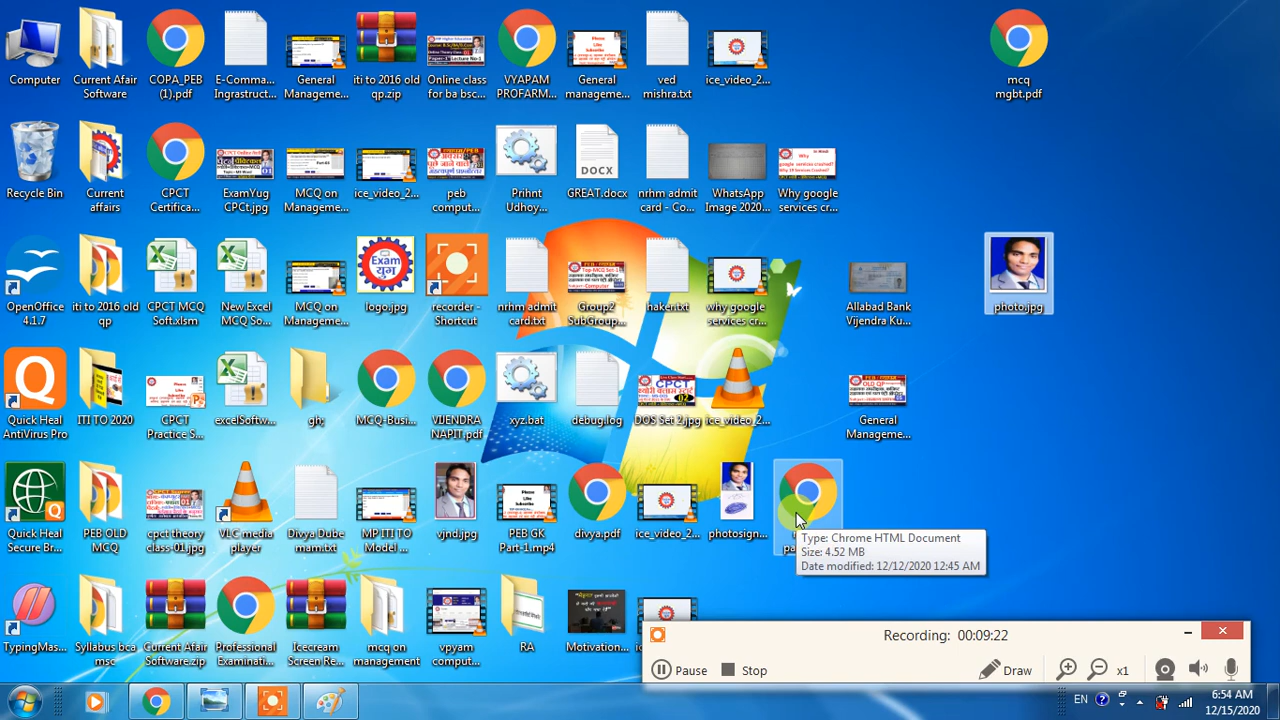 Computer
Current Afair
Software
COPA_PEB
(1).pdf
E-Comma...
Ingrastruct...
General
Manageme...
iti to 2016 old
qp.zip
Online class
for ba bsc...
VYAPAM
PROFARM...
General
manageme...
ved
mishra.txt
ice_video_2...
mcq
mgbt.pdf
Recycle Bin
Current
affairs
CPCT
Certifica...
ExamYug
CPCt.jpg
MCQ on
Manageme...
ice_video_2...
peb
comput...
Prihnt
Udhoy...
DOCX
GREAT.docx
nrhm admit
card - Co...
WhatsApp
Image 2020...
Why google
services cr...
OpenOffice
4.1.7
iti to 2016 old
qp
CPCT MCQ
Soft.xlsm
New Excel
MCQ So...
MCQ on
Manageme...
Exam
युग
logo.jpg
recorder -
Shortcut
nrhm admit
card.txt
Group2
SubGroup...
haker.txt
why google
services cr...
Allabad Bank
Vijendra Ku...
photo.jpg
Quick Heal
AntiVirus Pro
ITI TO 2020
CPCT
Practice S...
excelSoftw...
gh;
MCQ-Busi...
VIJENDRA
NAPIT.pdf
xyz.bat
debug.log
CPCT
02
DOS Set 2.jpg
ice_video_2...
General
Manageme...
Quick Heal
Secure Br...
PEB OLD
MCQ
cpct theory
class-01.jpg
VLC media
player
Divya Dube
mam.txt
MP ITI TO
Model ...
vjnd.jpg
PEB GK
Part-1.mp4
divya.pdf
ice_video_2...
photosign...
Type: Chrome HTML Document
Size: 4.52 MB
Date modified: 12/12/2020 12:45 AM
TypingMas...
Syllabus bca
msc
Current Afair
Software.zip
Professional
Examinati...
Icecream
Screen Re...
mcq on
management
vpyam
comput...
RA
Motivation...
Recording: 00:09:22
Pause
Stop
Draw
x1
EN
6:54 AM
12/15/2020